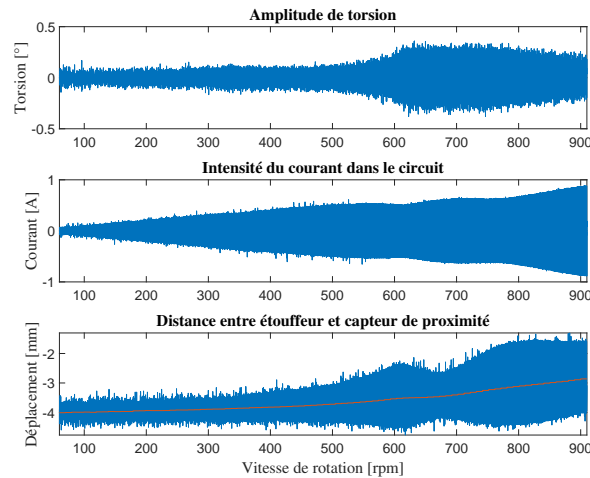 Amplitude de torsion
0.5
0
-0.5
Torsion [°]
100 200 300 400 500 600 700 800 900
Intensité du courant dans le circuit
1
0
-1
Courant [A]
100 200 300 400 500 600 700 800 900
Distance entre étouffeur et capteur de proximité
-2
-3
-4
Déplacement [mm]
100 200 300 400 500 600 700 800 900
Vitesse de rotation [rpm]